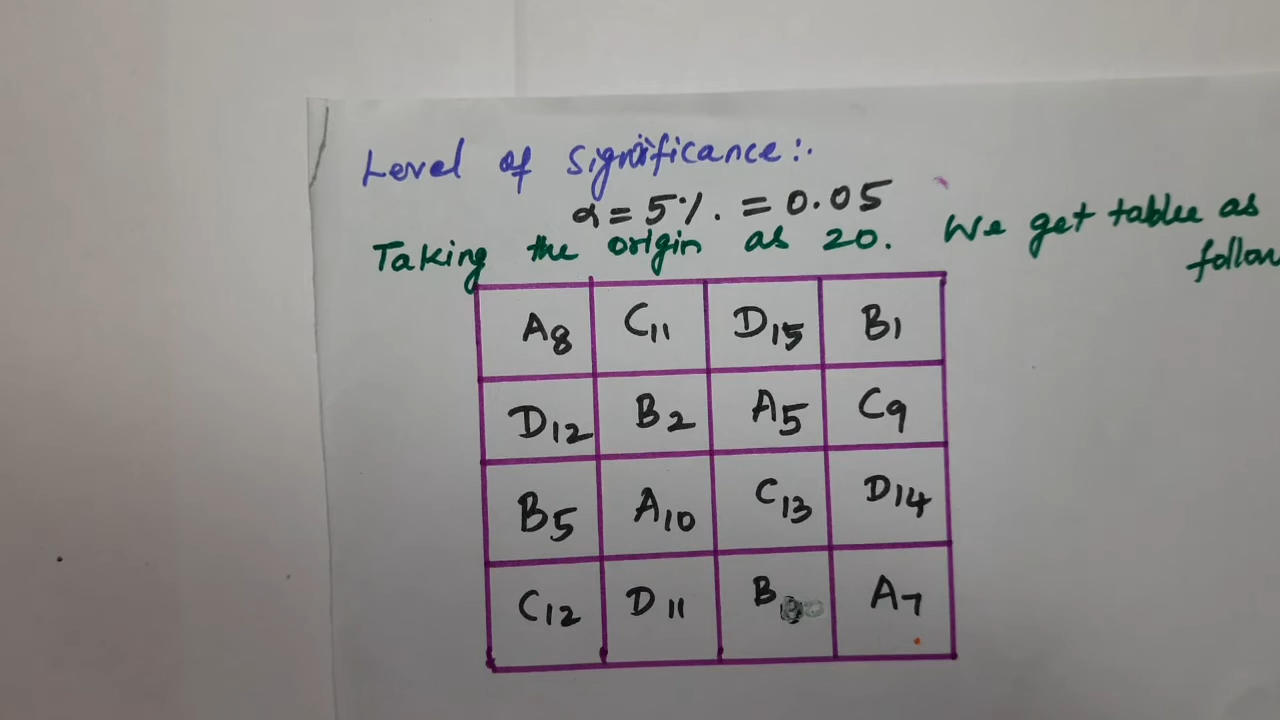 Level of significance:.
α = 5%. = 0.05
Taking the origin as 20. We get table as
follow
A8 C11 D15 B1
D12 B2 A5 C9
B5 A10 C13 D14
C12 D11 B A7